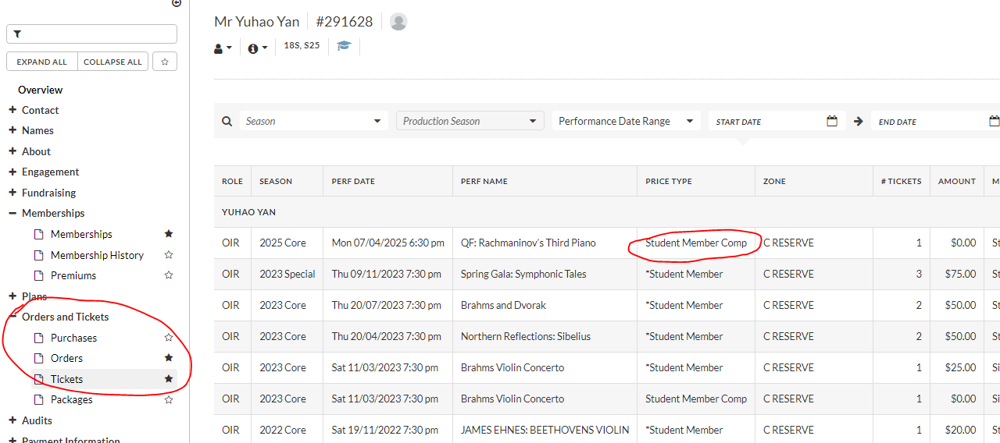 Mr Yuhao Yan #291628
18S, S25
EXPAND ALL COLLAPSE ALL
Overview
Contact
Names
About
Engagement
Fundraising
Memberships
Memberships
Membership History
Premiums
Plans
Orders and Tickets
Purchases
Orders
Tickets
Packages
Audits
Payment Information
Season Production Season Performance Date Range START DATE END DATE
ROLE SEASON PERF DATE PERF NAME PRICE TYPE ZONE # TICKETS AMOUNT
YUHAO YAN
OIR 2025 Core Mon 07/04/2025 6:30 pm QF: Rachmaninov's Third Piano Student Member Comp C RESERVE 1 $0.00
OIR 2023 Special Thu 09/11/2023 7:30 pm Spring Gala: Symphonic Tales *Student Member C RESERVE 3 $75.00
OIR 2023 Core Thu 20/07/2023 7:30 pm Brahms and Dvorak *Student Member C RESERVE 2 $50.00
OIR 2023 Core Thu 20/04/2023 7:30 pm Northern Reflections: Sibelius *Student Member C RESERVE 2 $50.00
OIR 2023 Core Sat 11/03/2023 7:30 pm Brahms Violin Concerto *Student Member C RESERVE 1 $25.00
OIR 2023 Core Sat 11/03/2023 7:30 pm Brahms Violin Concerto Student Member Comp C RESERVE 1 $0.00
OIR 2022 Core Sat 19/11/2022 7:30 pm JAMES EHNES: BEETHOVENS VIOLIN *Student Member C RESERVE 1 $20.00